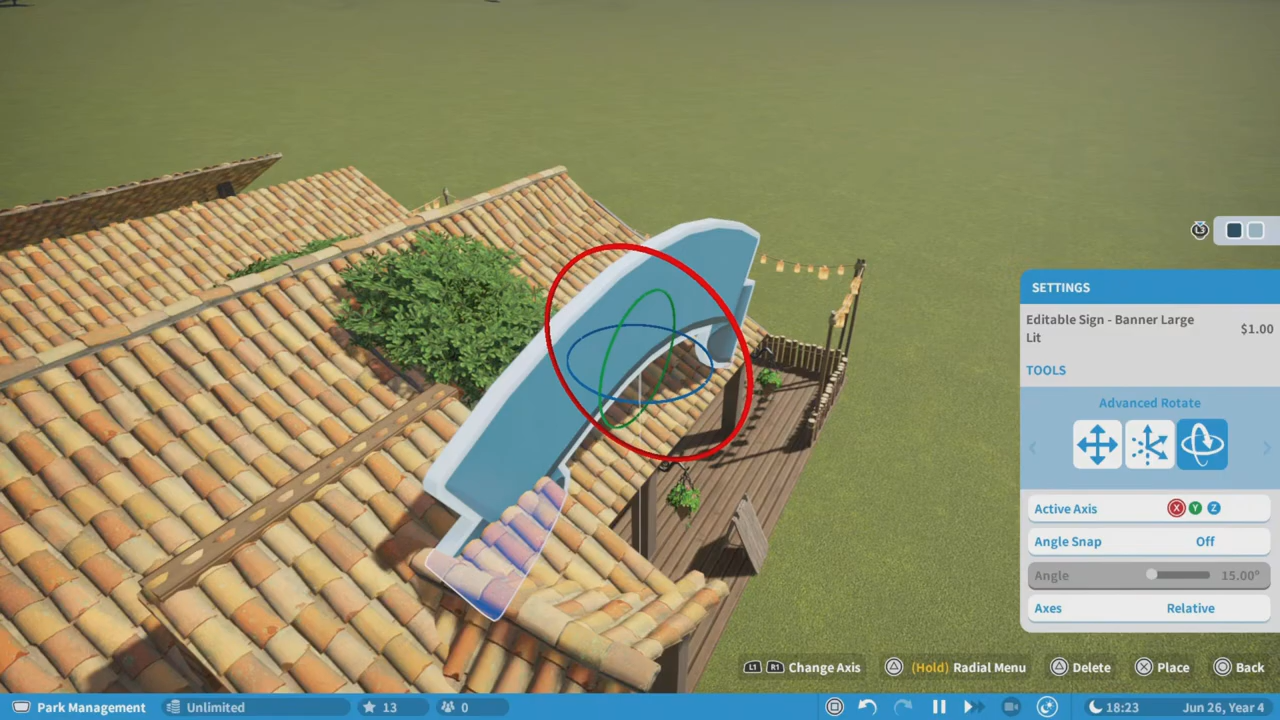 L3
SETTINGS
Editable Sign - Banner Large
Lit
$1.00
TOOLS
Advanced Rotate
Active Axis X Y Z
Angle Snap Off
Angle 15.00°
Axes Relative
L1 R1 Change Axis (Hold) Radial Menu Delete Place Back
Park Management Unlimited 13 0 18:23 Jun 26, Year 4